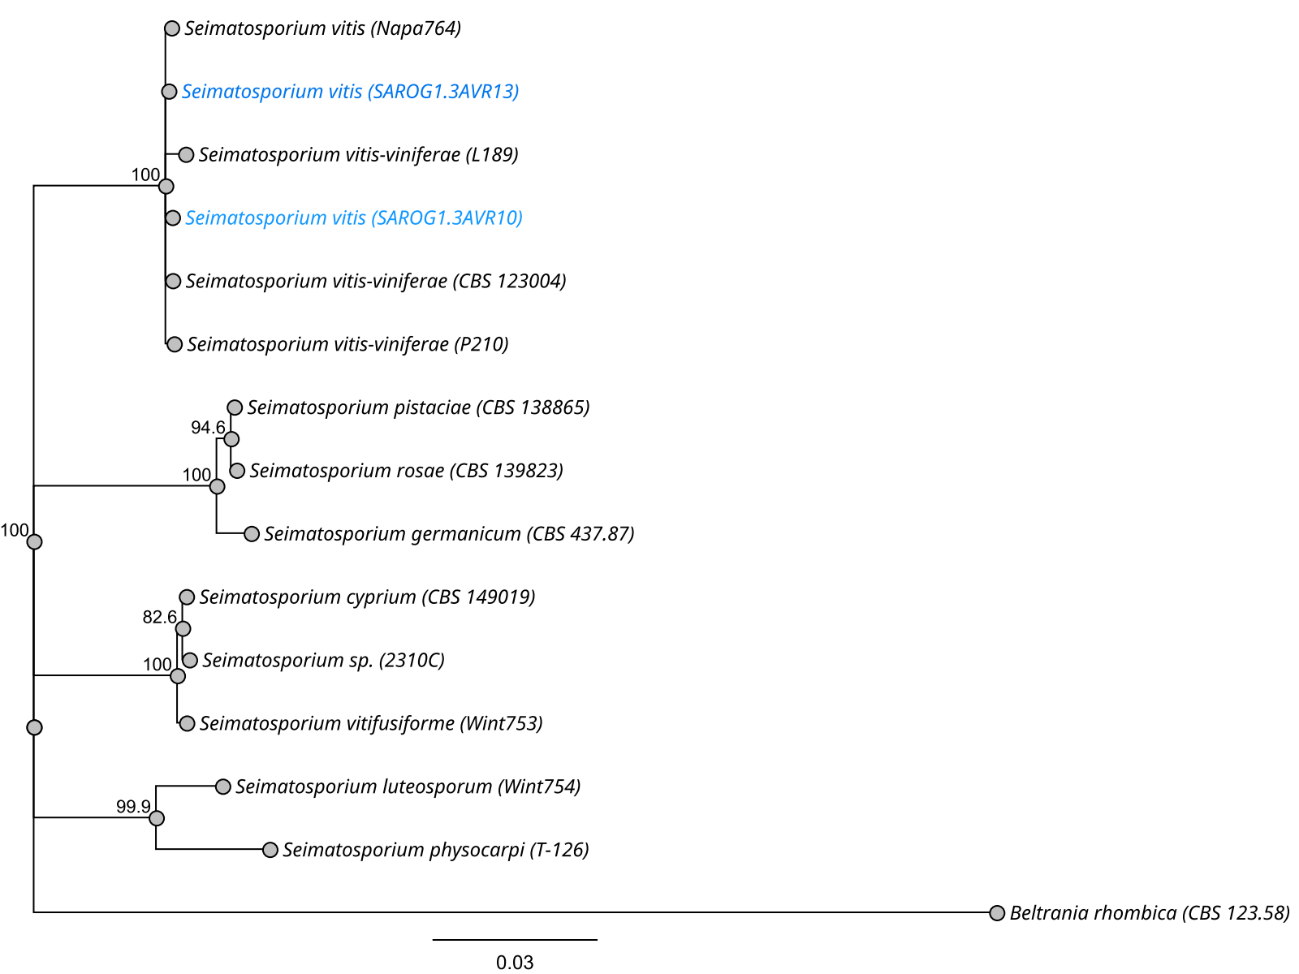 Seimatosporium vitis (Napa764)
Seimatosporium vitis (SAROG1.3AVR13)
Seimatosporium vitis-viniferae (L189)
100
Seimatosporium vitis (SAROG1.3AVR10)
Seimatosporium vitis-viniferae (CBS 123004)
Seimatosporium vitis-viniferae (P210)
Seimatosporium pistaciae (CBS 138865)
94.6
Seimatosporium rosae (CBS 139823)
100
Seimatosporium germanicum (CBS 437.87)
100
Seimatosporium cyprium (CBS 149019)
82.6
Seimatosporium sp. (2310C)
100
Seimatosporium vitifusiforme (Wint753)
Seimatosporium luteosporum (Wint754)
99.9
Seimatosporium physocarpi (T-126)
Beltrania rhombica (CBS 123.58)
0.03